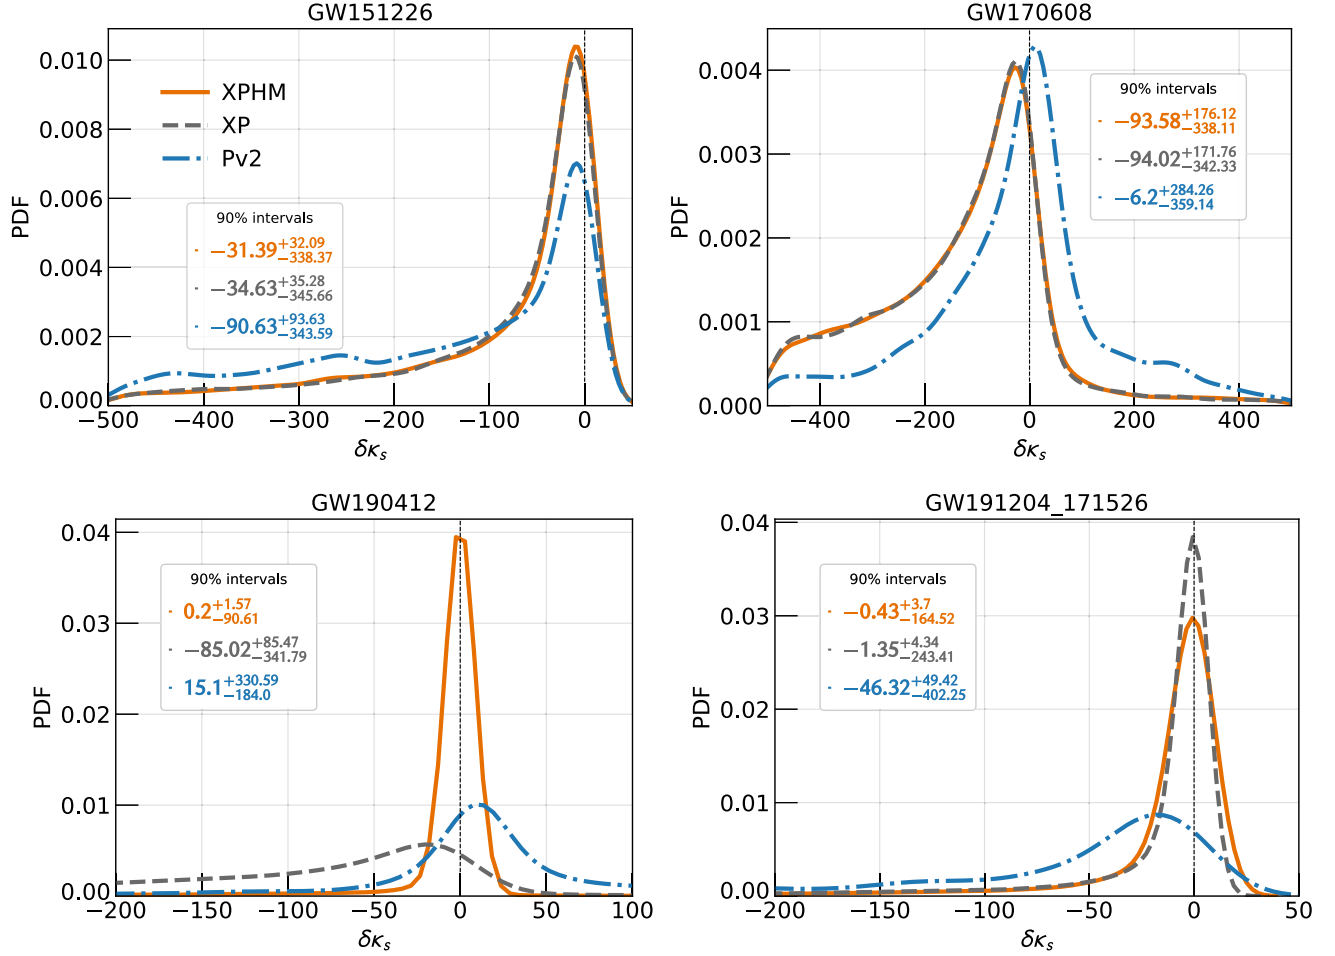 GW151226
0.010
0.008
0.006
0.004
0.002
0.000
PDF
XPHM
XP
Pv2
90% intervals
−31.39 +32.09 −338.37
−34.63 +35.28 −345.66
−90.63 +93.63 −343.59
−500 −400 −300 −200 −100 0
δκs
GW170608
0.004
0.003
0.002
0.001
0.000
PDF
90% intervals
−93.58 +176.12 −338.11
−94.02 +171.76 −342.33
−6.2 +284.26 −359.14
−400 −200 0 200 400
δκs
GW190412
0.04
0.03
0.02
0.01
0.00
PDF
90% intervals
0.2 +1.57 −90.61
−85.02 +85.47 −341.79
15.1 +330.59 −184.0
−200 −150 −100 −50 0 50 100
δκs
GW191204_171526
0.04
0.03
0.02
0.01
0.00
PDF
90% intervals
−0.43 +3.7 −164.52
−1.35 +4.34 −243.41
−46.32 +49.42 −402.25
−200 −150 −100 −50 0 50
δκs